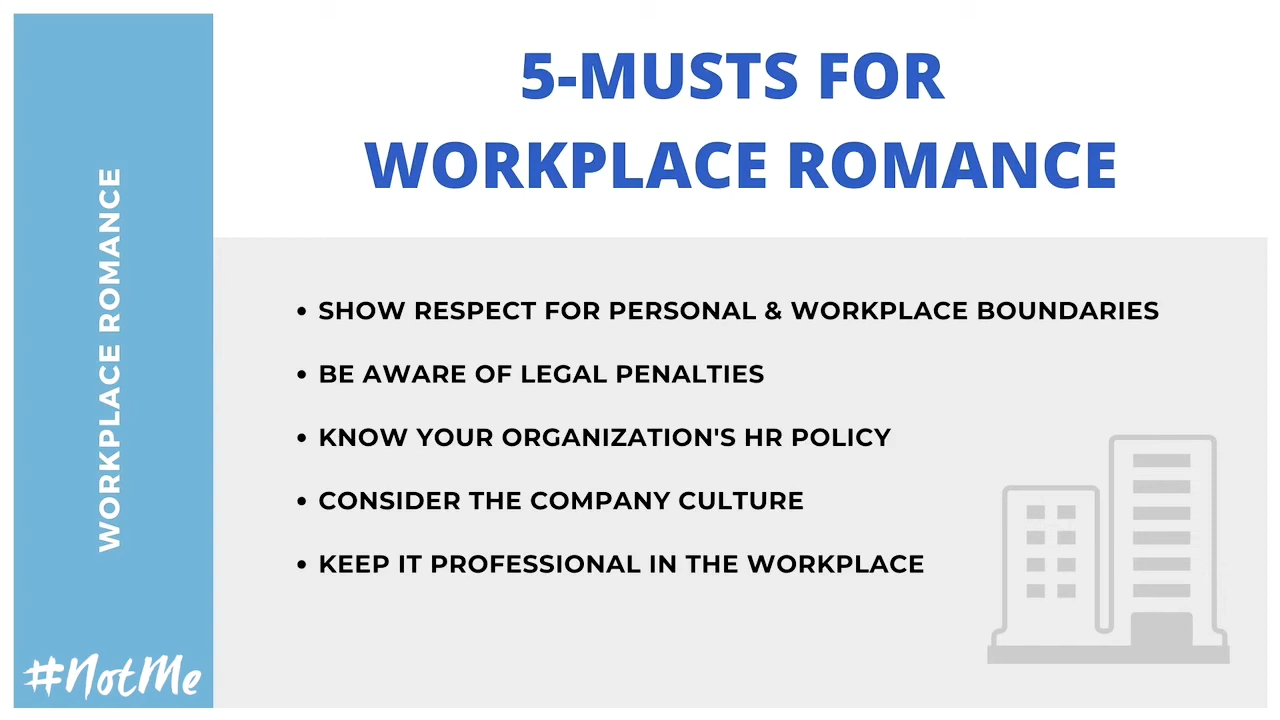 5-MUSTS FOR
WORKPLACE ROMANCE
WORKPLACE ROMANCE
• SHOW RESPECT FOR PERSONAL & WORKPLACE BOUNDARIES
• BE AWARE OF LEGAL PENALTIES
• KNOW YOUR ORGANIZATION'S HR POLICY
• CONSIDER THE COMPANY CULTURE
• KEEP IT PROFESSIONAL IN THE WORKPLACE
#NotMe